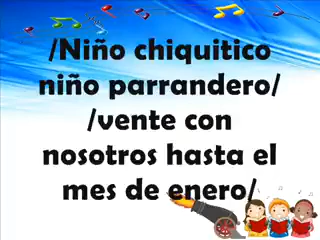 /Niño chiquitico
niño parrandero/
/vente con
nosotros hasta el
mes de enero/